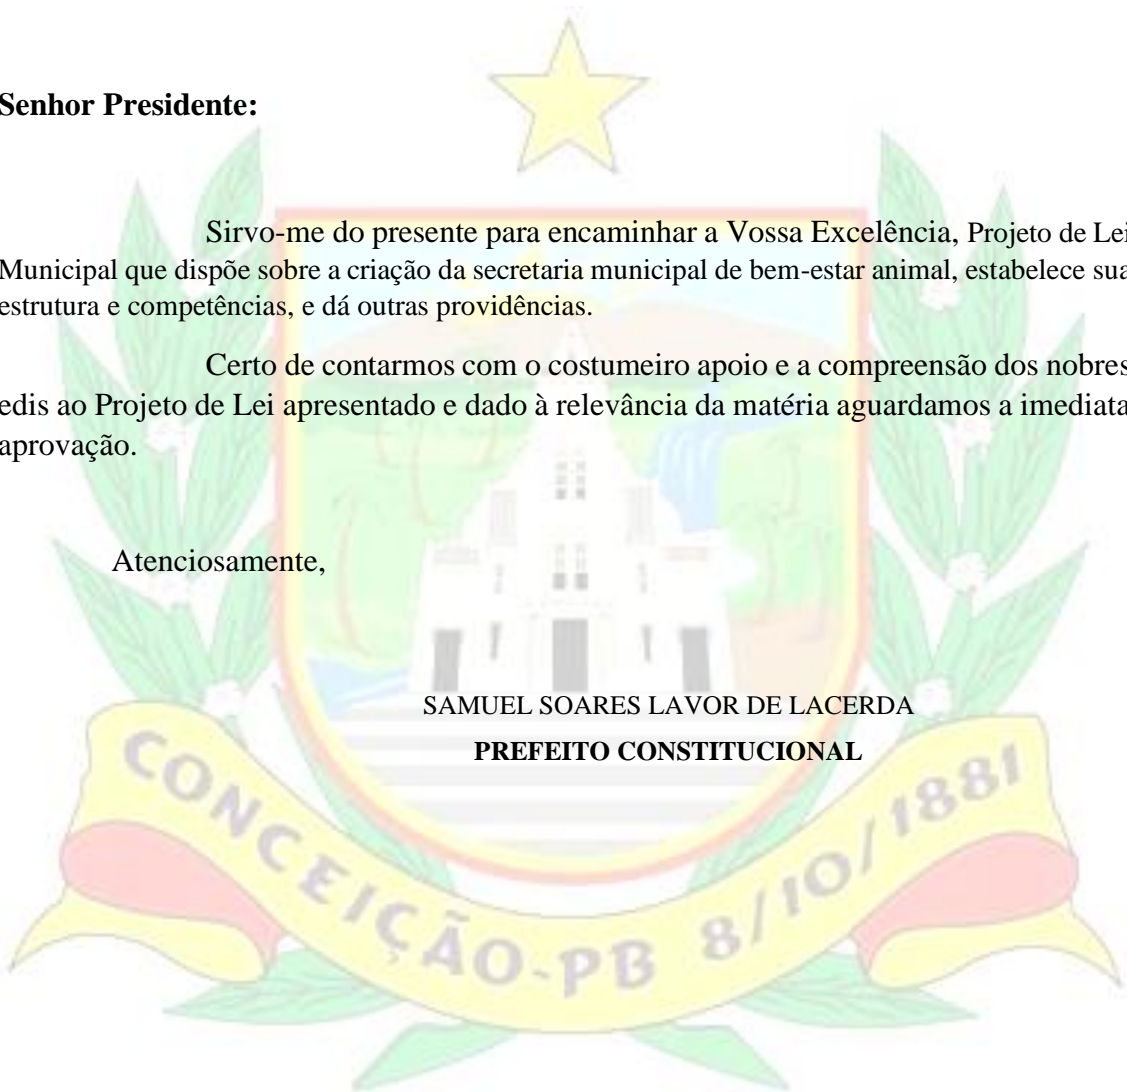 Senhor Presidente:
Sirvo-me do presente para encaminhar a Vossa Excelência, Projeto de Lei
Municipal que dispõe sobre a criação da secretaria municipal de bem-estar animal, estabelece sua
estrutura e competências, e dá outras providências.
Certo de contarmos com o costumeiro apoio e a compreensão dos nobres
edis ao Projeto de Lei apresentado e dado à relevância da matéria aguardamos a imediata
aprovação.
Atenciosamente,
SAMUEL SOARES LAVOR DE LACERDA
PREFEITO CONSTITUCIONAL
CONCEIÇÃO-PB 8/10/1881